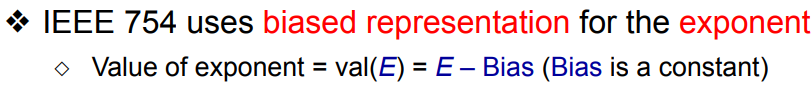 ❖ IEEE 754 uses biased representation for the exponent
◇ Value of exponent = val(E) = E – Bias (Bias is a constant)